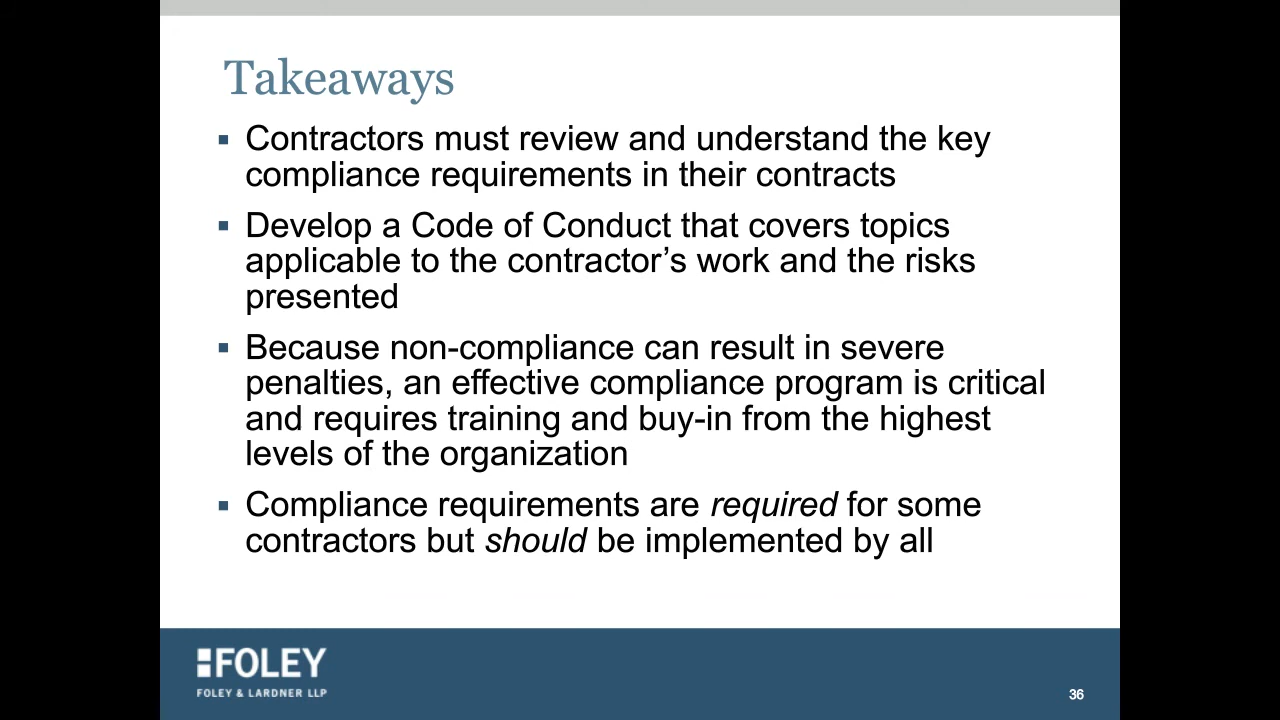 Takeaways
▪ Contractors must review and understand the key
compliance requirements in their contracts
▪ Develop a Code of Conduct that covers topics
applicable to the contractor’s work and the risks
presented
▪ Because non-compliance can result in severe
penalties, an effective compliance program is critical
and requires training and buy-in from the highest
levels of the organization
▪ Compliance requirements are required for some
contractors but should be implemented by all
FOLEY
FOLEY & LARDNER LLP
36